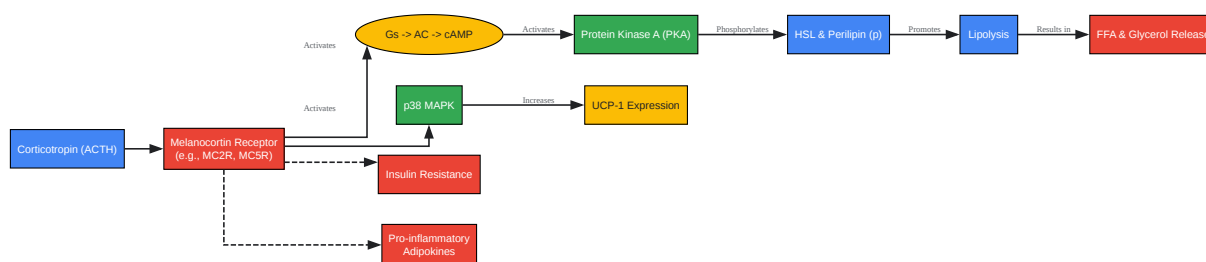 Gs -> AC -> cAMP
Activates
Protein Kinase A (PKA)
Phosphorylates
HSL & Perilipin (p)
Promotes
Lipolysis
Results in
FFA & Glycerol Release
Activates
Activates
p38 MAPK
Increases
UCP-1 Expression
Corticotropin (ACTH)
Melanocortin Receptor
(e.g., MC2R, MC5R)
Insulin Resistance
Pro-inflammatory
Adipokines